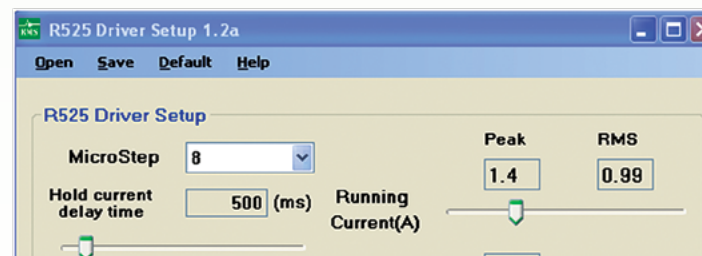 RMS R525 Driver Setup 1.2a
Open Save Default Help
R525 Driver Setup
MicroStep 8
Peak RMS
1.4 0.99
Hold current
delay time
500 (ms)
Running
Current(A)